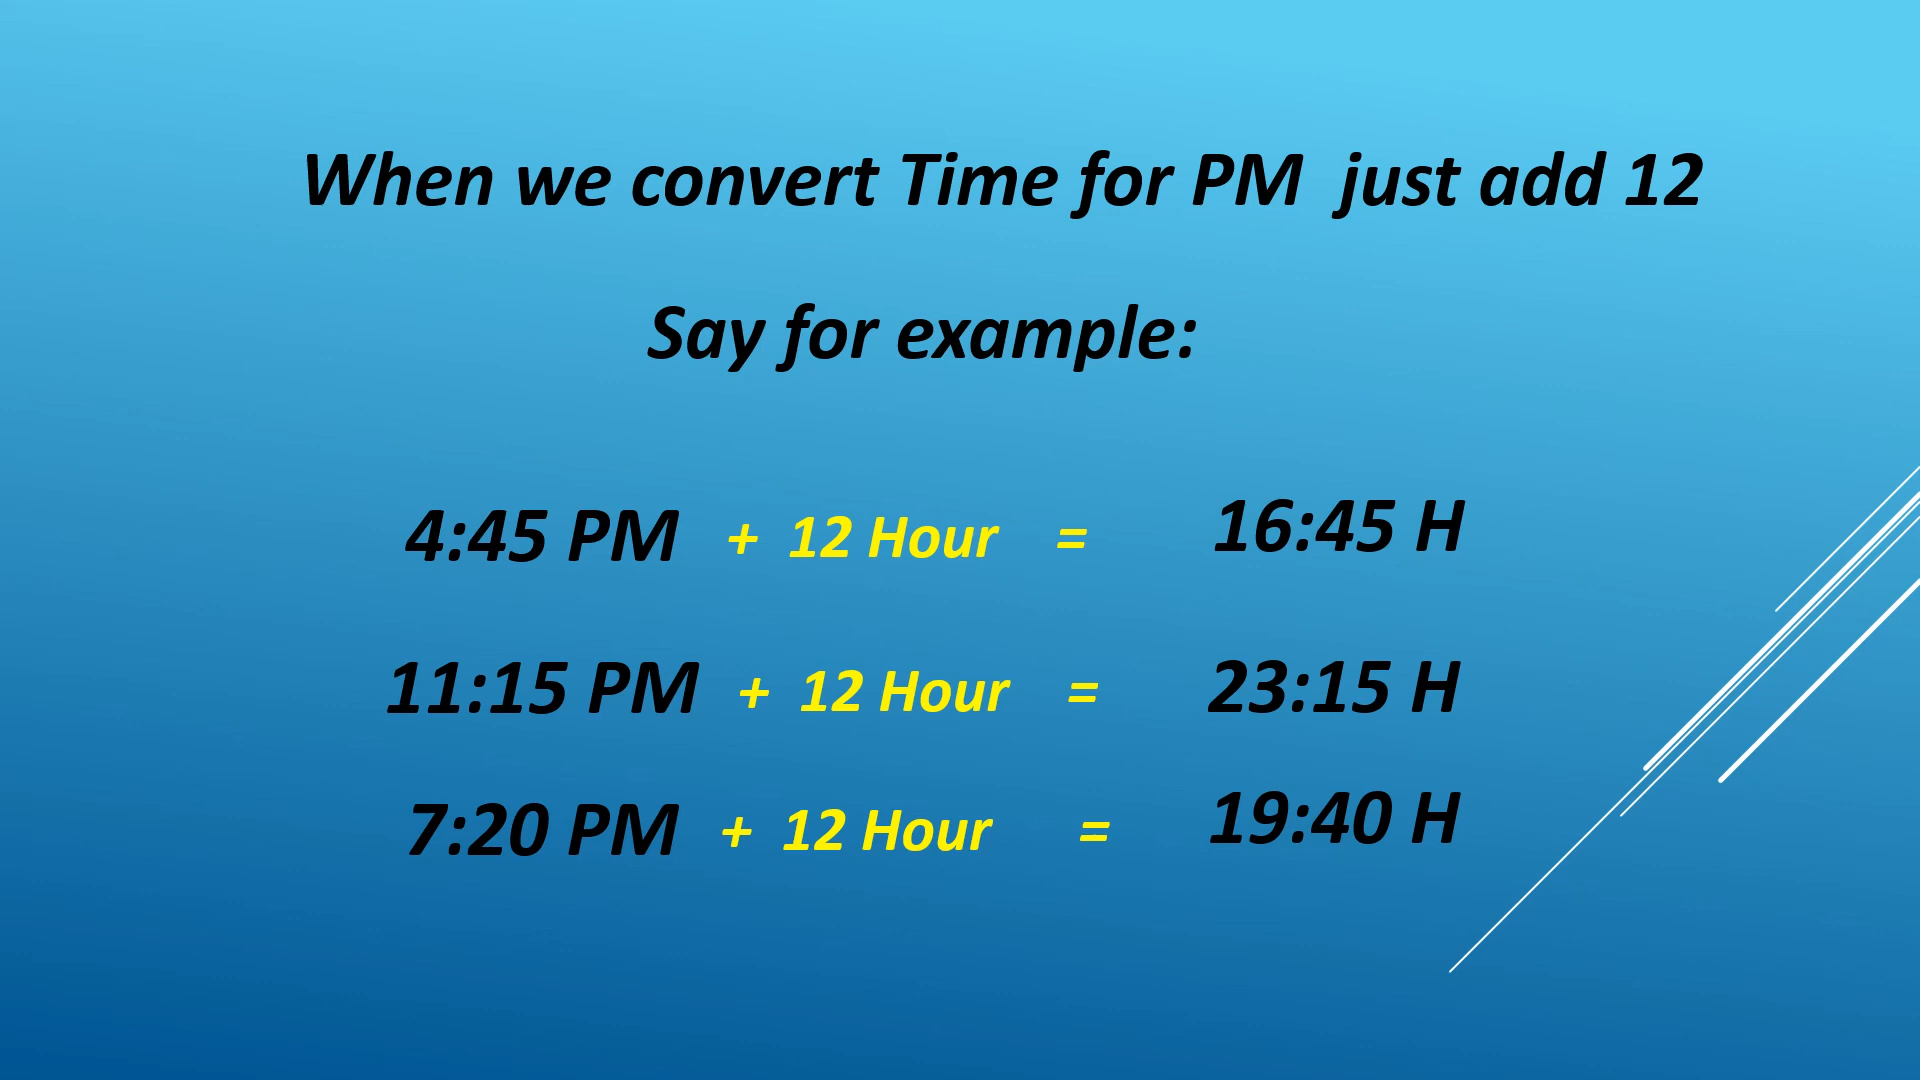 When we convert Time for PM  just add 12
Say for example:
4:45 PM + 12 Hour = 16:45 H
11:15 PM + 12 Hour = 23:15 H
7:20 PM + 12 Hour = 19:40 H